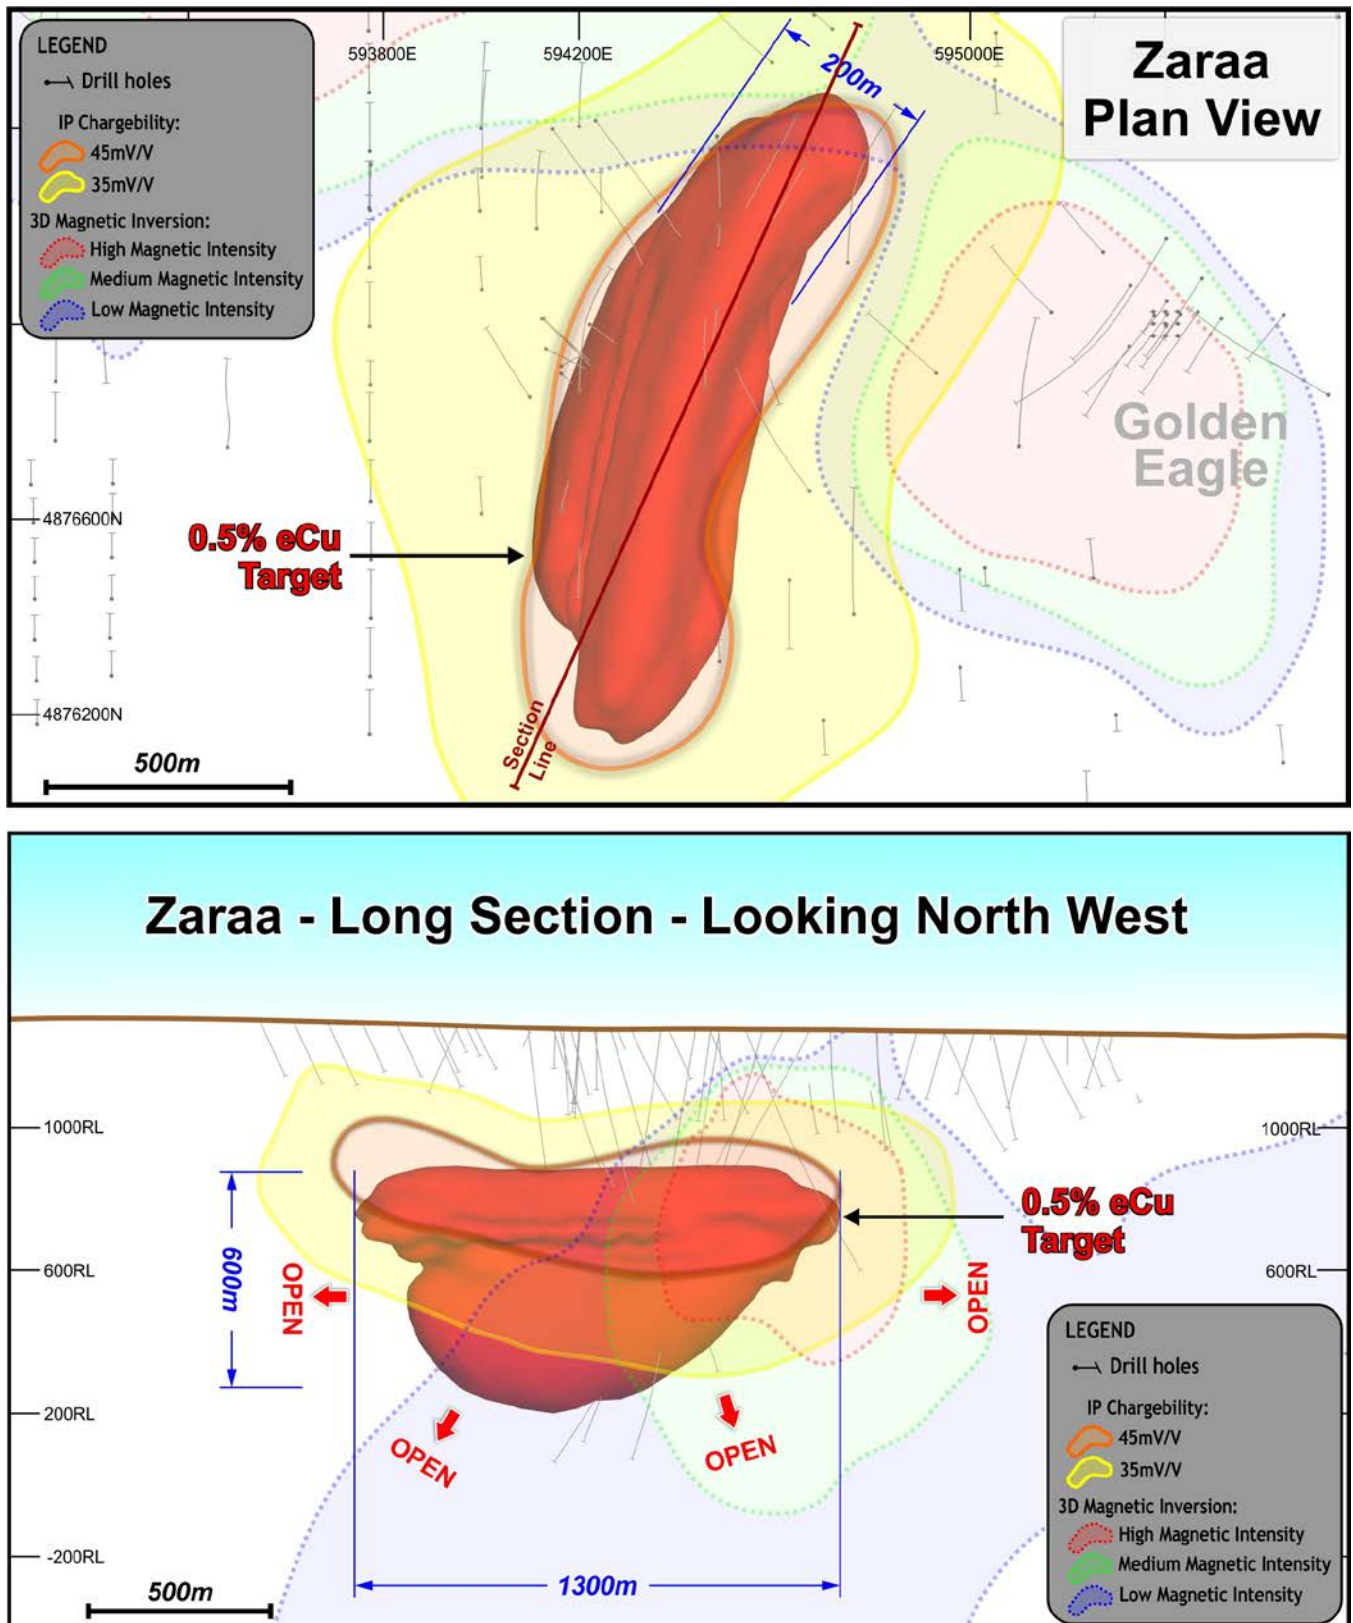 LEGEND
Drill holes
IP Chargebility:
45mV/V
35mV/V
3D Magnetic Inversion:
High Magnetic Intensity
Medium Magnetic Intensity
Low Magnetic Intensity
593800E
594200E
595000E
200m
Zaraa
Plan View
Golden
Eagle
4876600N
0.5% eCu
Target
4876200N
Section
Line
500m
Zaraa - Long Section - Looking North West
1000RL
1000RL
0.5% eCu
Target
600m
600RL
600RL
OPEN
OPEN
OPEN
OPEN
200RL
-200RL
1300m
500m
LEGEND
Drill holes
IP Chargebility:
45mV/V
35mV/V
3D Magnetic Inversion:
High Magnetic Intensity
Medium Magnetic Intensity
Low Magnetic Intensity